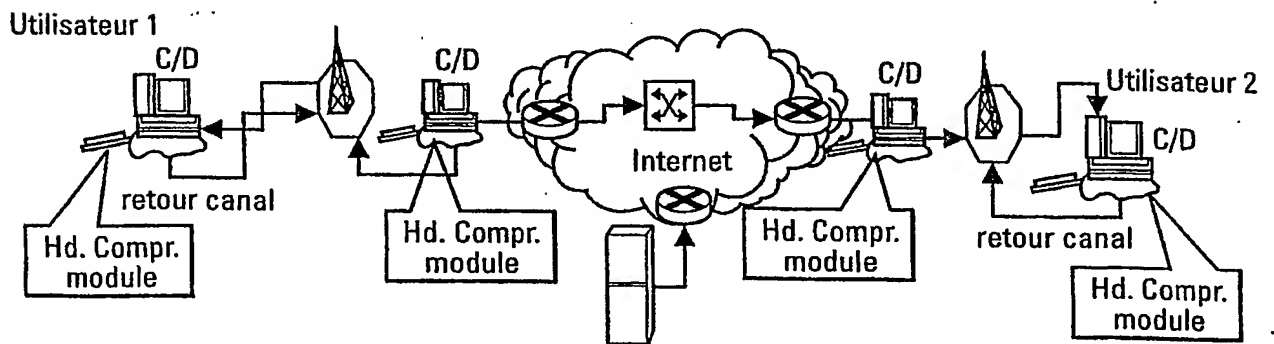 Utilisateur 1
C/D
C/D
C/D
Utilisateur 2
C/D
Internet
retour canal
retour canal
Hd. Compr.
module
Hd. Compr.
module
Hd. Compr.
module
Hd. Compr.
module